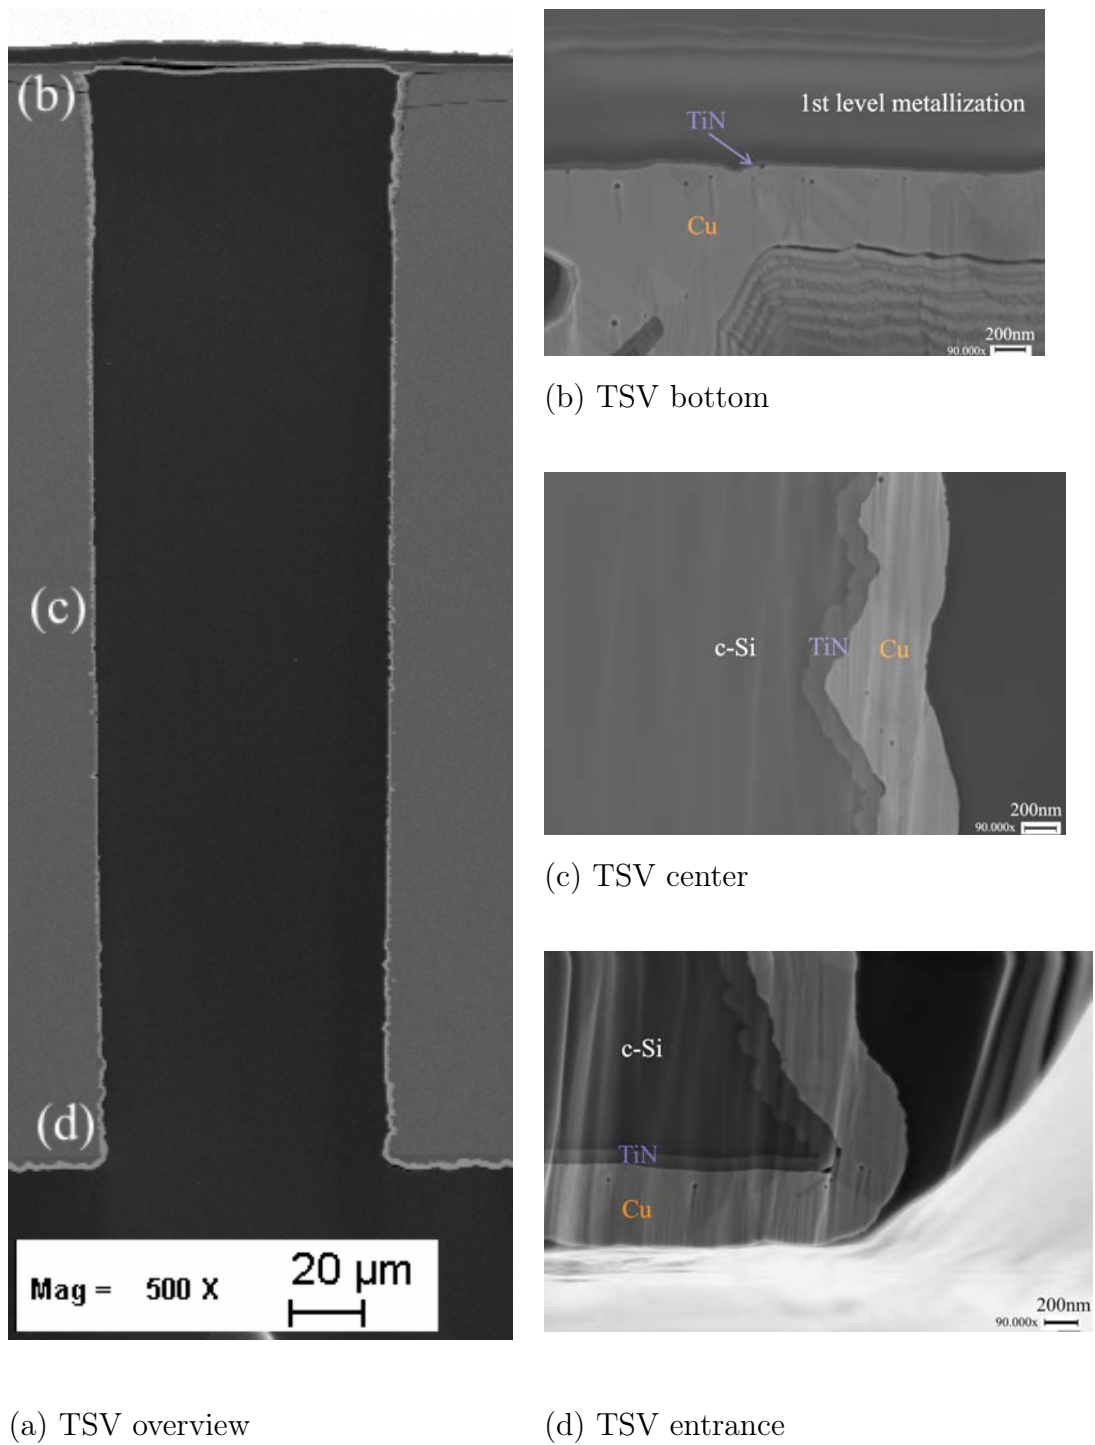 (b)
(c)
(d)
Mag = 500 X
20 µm
(a) TSV overview
1st level metallization
TiN
Cu
200nm
90.000x
(b) TSV bottom
c-Si
TiN
Cu
200nm
90.000x
(c) TSV center
c-Si
TiN
Cu
200nm
90.000x
(d) TSV entrance